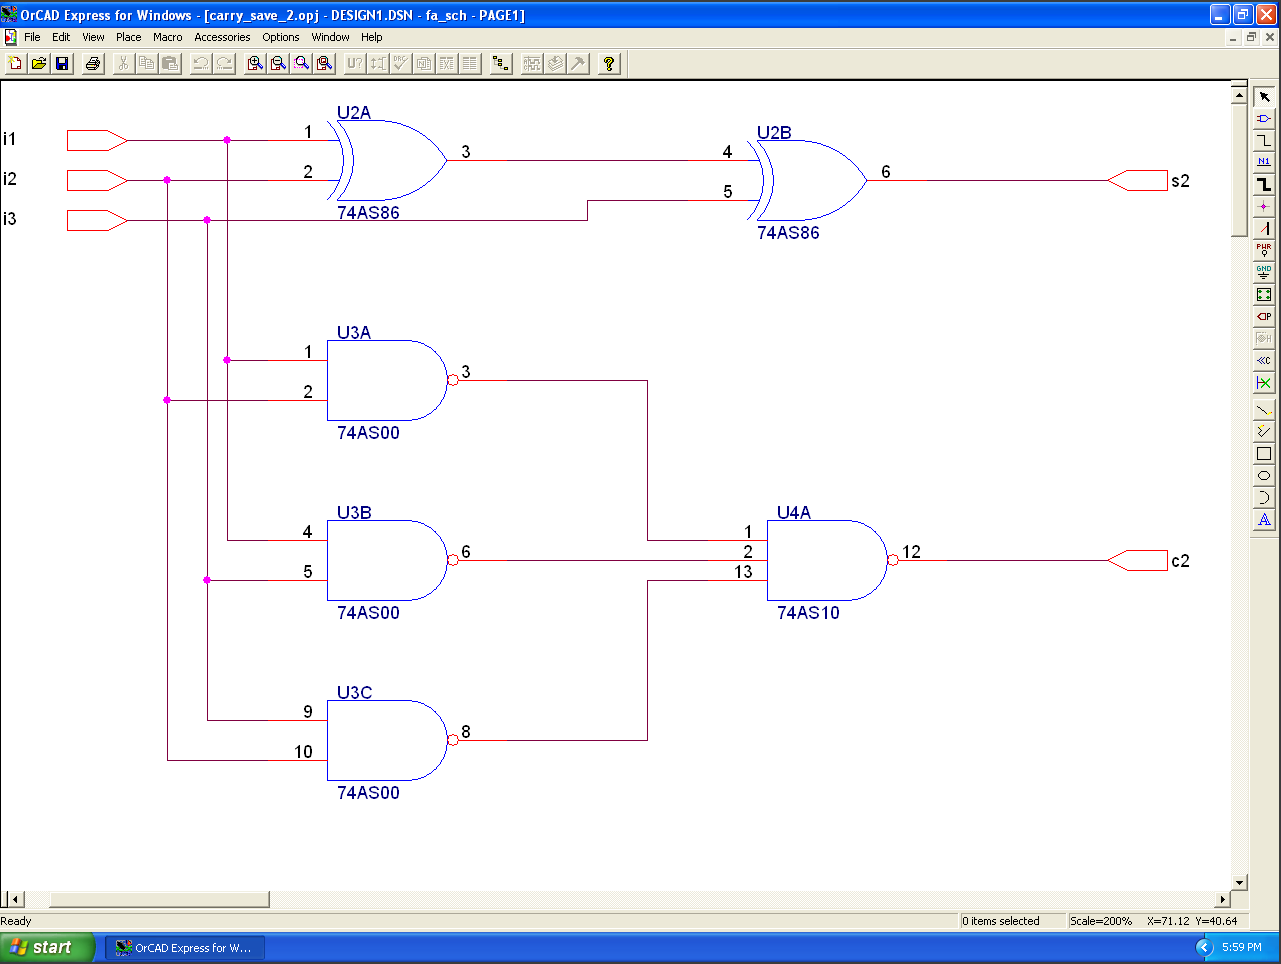 OrCAD Express for Windows - [carry_save_2.opj - DESIGN1.DSN - fa_sch - PAGE1]
File Edit View Place Macro Accessories Options Window Help
U?
DRC
U2A
i1
1
3
i2
2
74AS86
i3
U2B
4
6
5
s2
74AS86
U3A
1
3
2
74AS00
U3B
4
6
5
74AS00
U4A
1
2
12
13
c2
74AS10
U3C
9
8
10
74AS00
N1
PWR
GND
P
H
C
A
Ready
0 items selected
Scale=200% X=71.12 Y=40.64
start
OrCAD Express for W...
5:59 PM